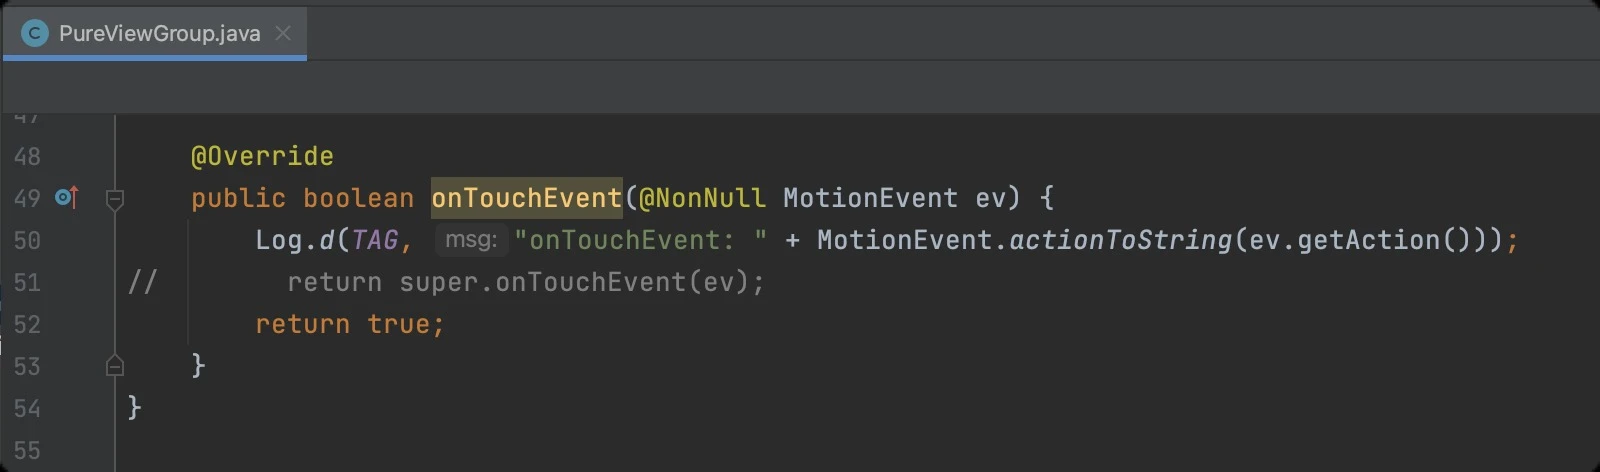 C PureViewGroup.java
47
48 @Override
49 public boolean onTouchEvent(@NonNull MotionEvent ev) {
50 Log.d(TAG, msg: "onTouchEvent: " + MotionEvent.actionToString(ev.getAction()));
51 // return super.onTouchEvent(ev);
52 return true;
53 }
54 }
55